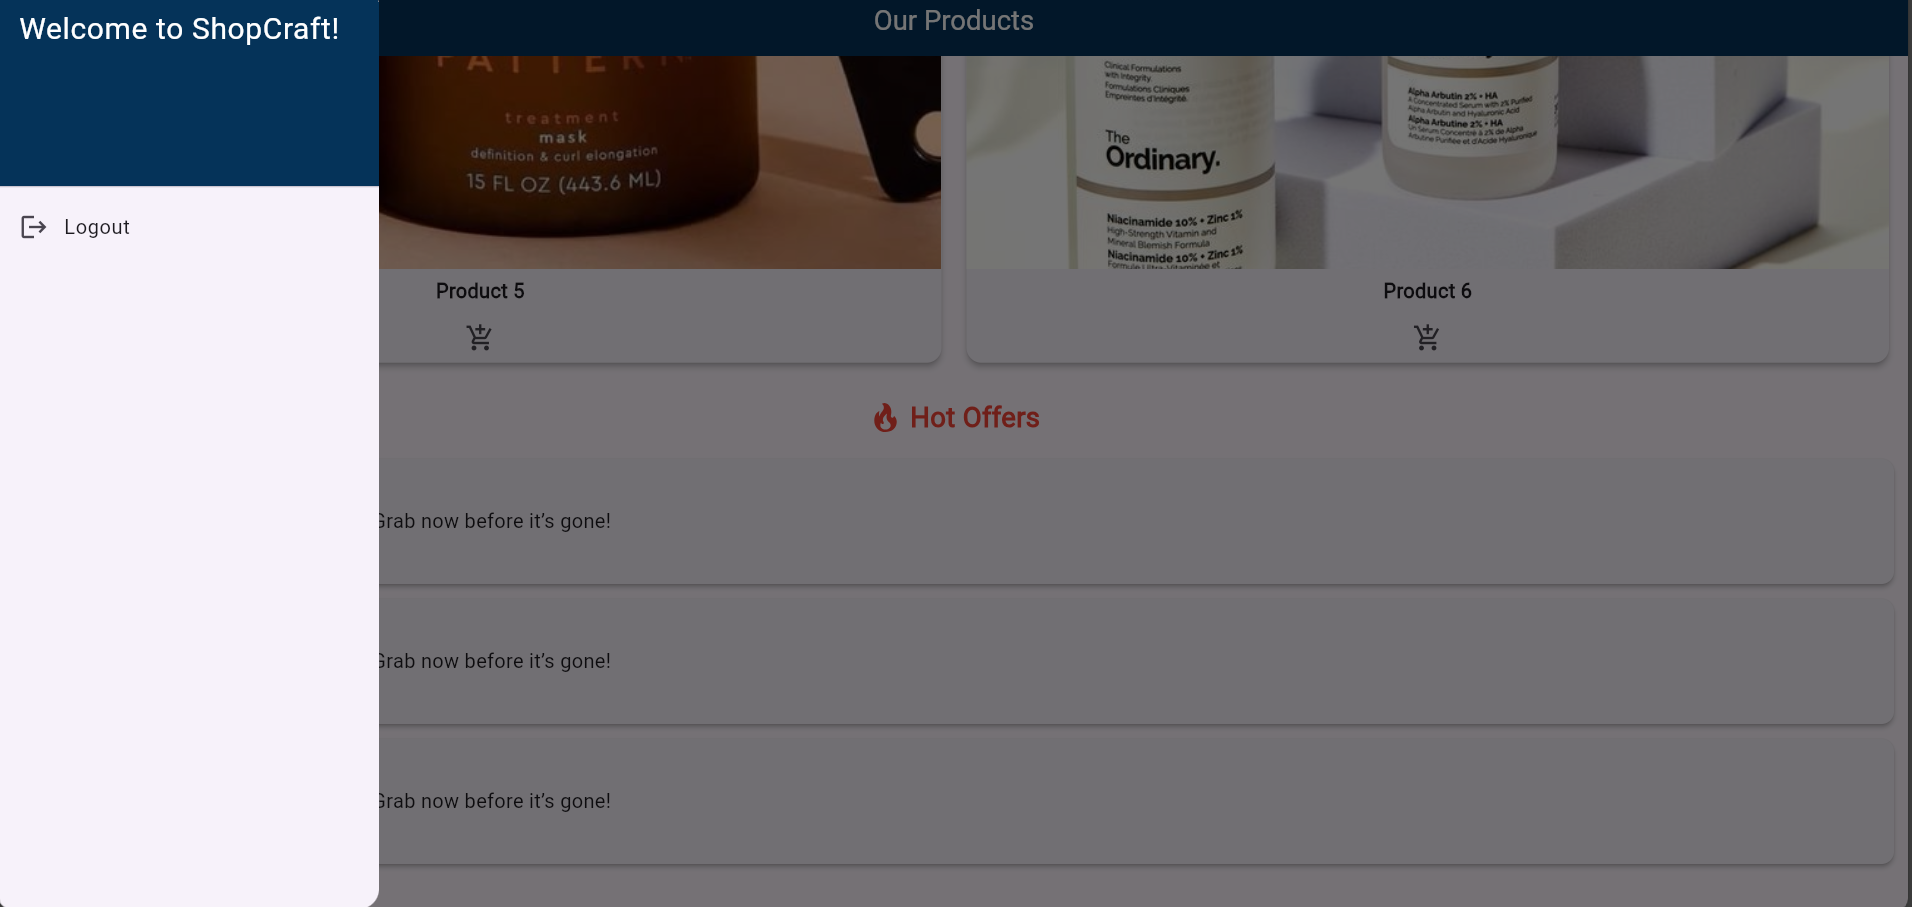 Welcome to ShopCraft!
Logout
Our Products
PATTERN
treatment
mask
definition & curl elongation
15 FL OZ (443.6 ML)
Product 5
Clinical Formulations
with Integrity.
Formulations Cliniques
Empreintes d'Intégrité.
The
Ordinary.
Niacinamide 10% + Zinc 1%
High-Strength Vitamin and
Mineral Blemish Formula
Niacinamide 10% + Zinc 1%
Formule Ultra-Vitaminée et
Alpha Arbutin 2% + HA
A Concentrated Serum with 2% Purified
Alpha Arbutin and Hyaluronic Acid
Alpha Arbutine 2% + HA
Un Sérum Concentré à 2% de Alpha
Arbutine Purifiée et d'Acide Hyaluronique
Product 6
Hot Offers
Grab now before it’s gone!
Grab now before it’s gone!
Grab now before it’s gone!